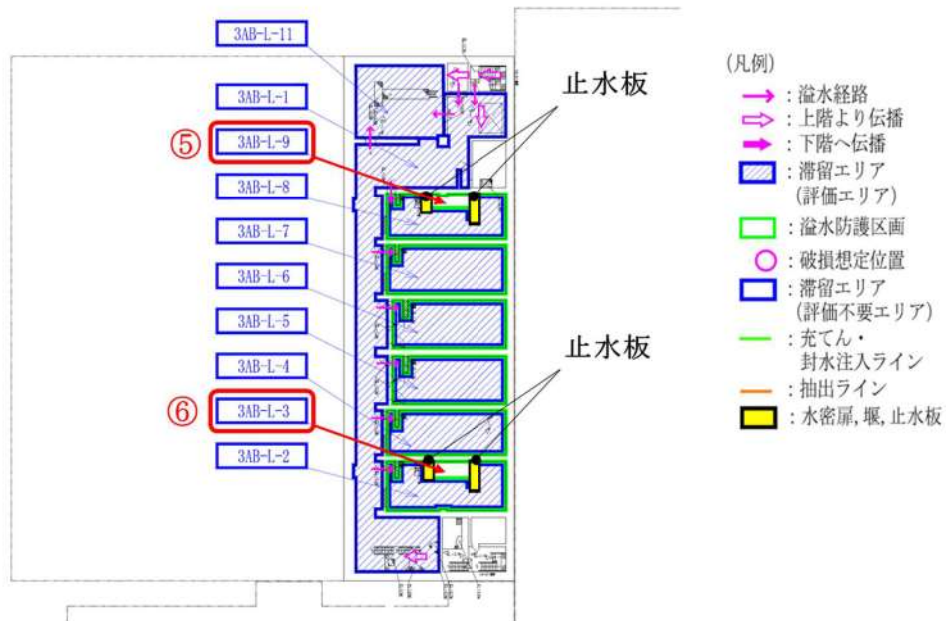 3AB-L-11
3AB-L-1
⑤
3AB-L-9
3AB-L-8
3AB-L-7
3AB-L-6
3AB-L-5
3AB-L-4
⑥
3AB-L-3
3AB-L-2
止水板
止水板
(凡例)
：溢水経路
：上階より伝播
：下階へ伝播
：滞留エリア
(評価エリア)
：溢水防護区画
：破損想定位置
：滞留エリア
(評価不要エリア)
：充てん・
封水注入ライン
：抽出ライン
：水密扉,堰,止水板